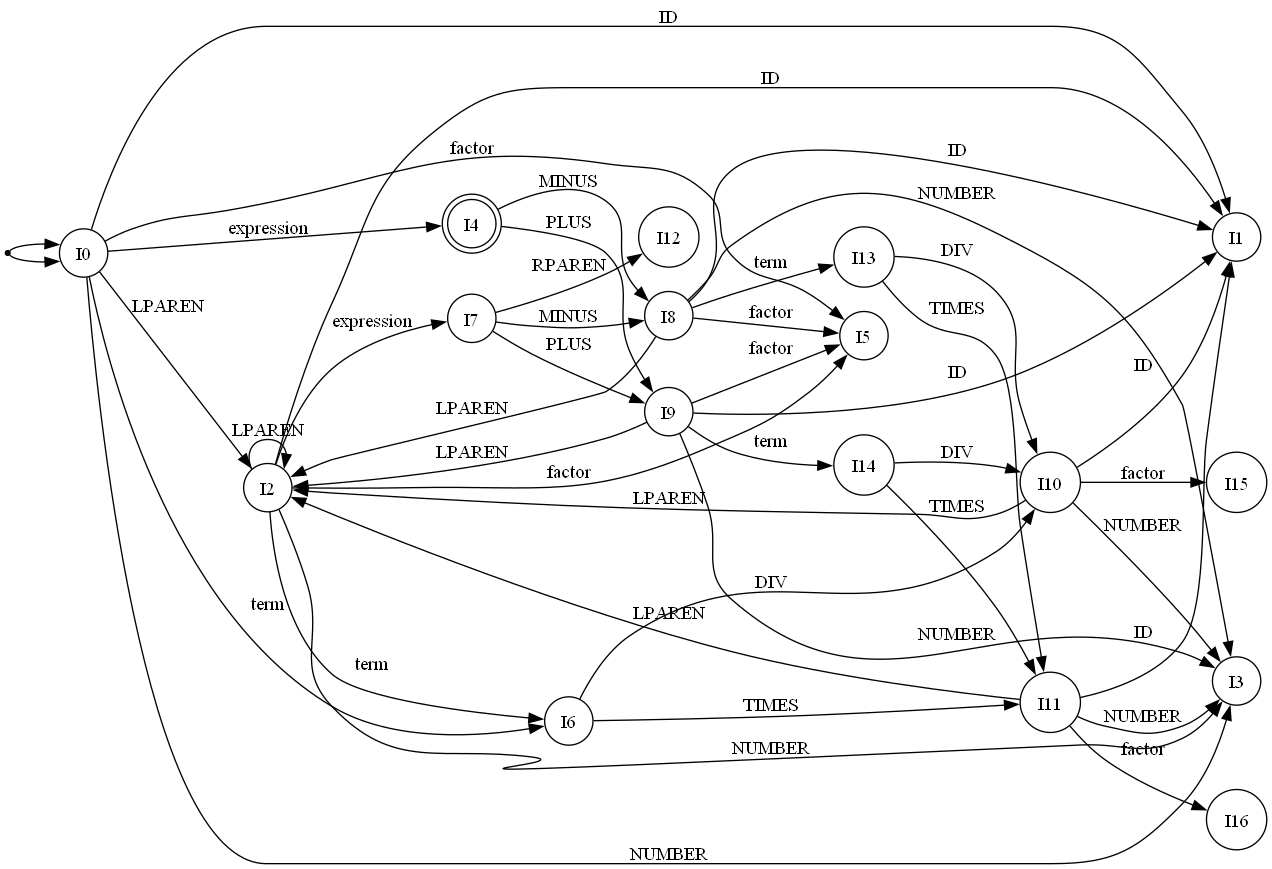 ID
ID
factor
ID
MINUS
NUMBER
PLUS
I4
expression
I12
I1
I0
DIV
RPAREN
term
I13
LPAREN
TIMES
expression
I7
MINUS
factor
I8
I5
PLUS
factor
ID
ID
LPAREN
I9
LPAREN
term
LPAREN
DIV
I14
factor
factor
I2
I10
I15
LPAREN
TIMES
NUMBER
DIV
term
LPAREN
NUMBER
ID
term
I3
TIMES
I11
NUMBER
I6
NUMBER
factor
I16
NUMBER